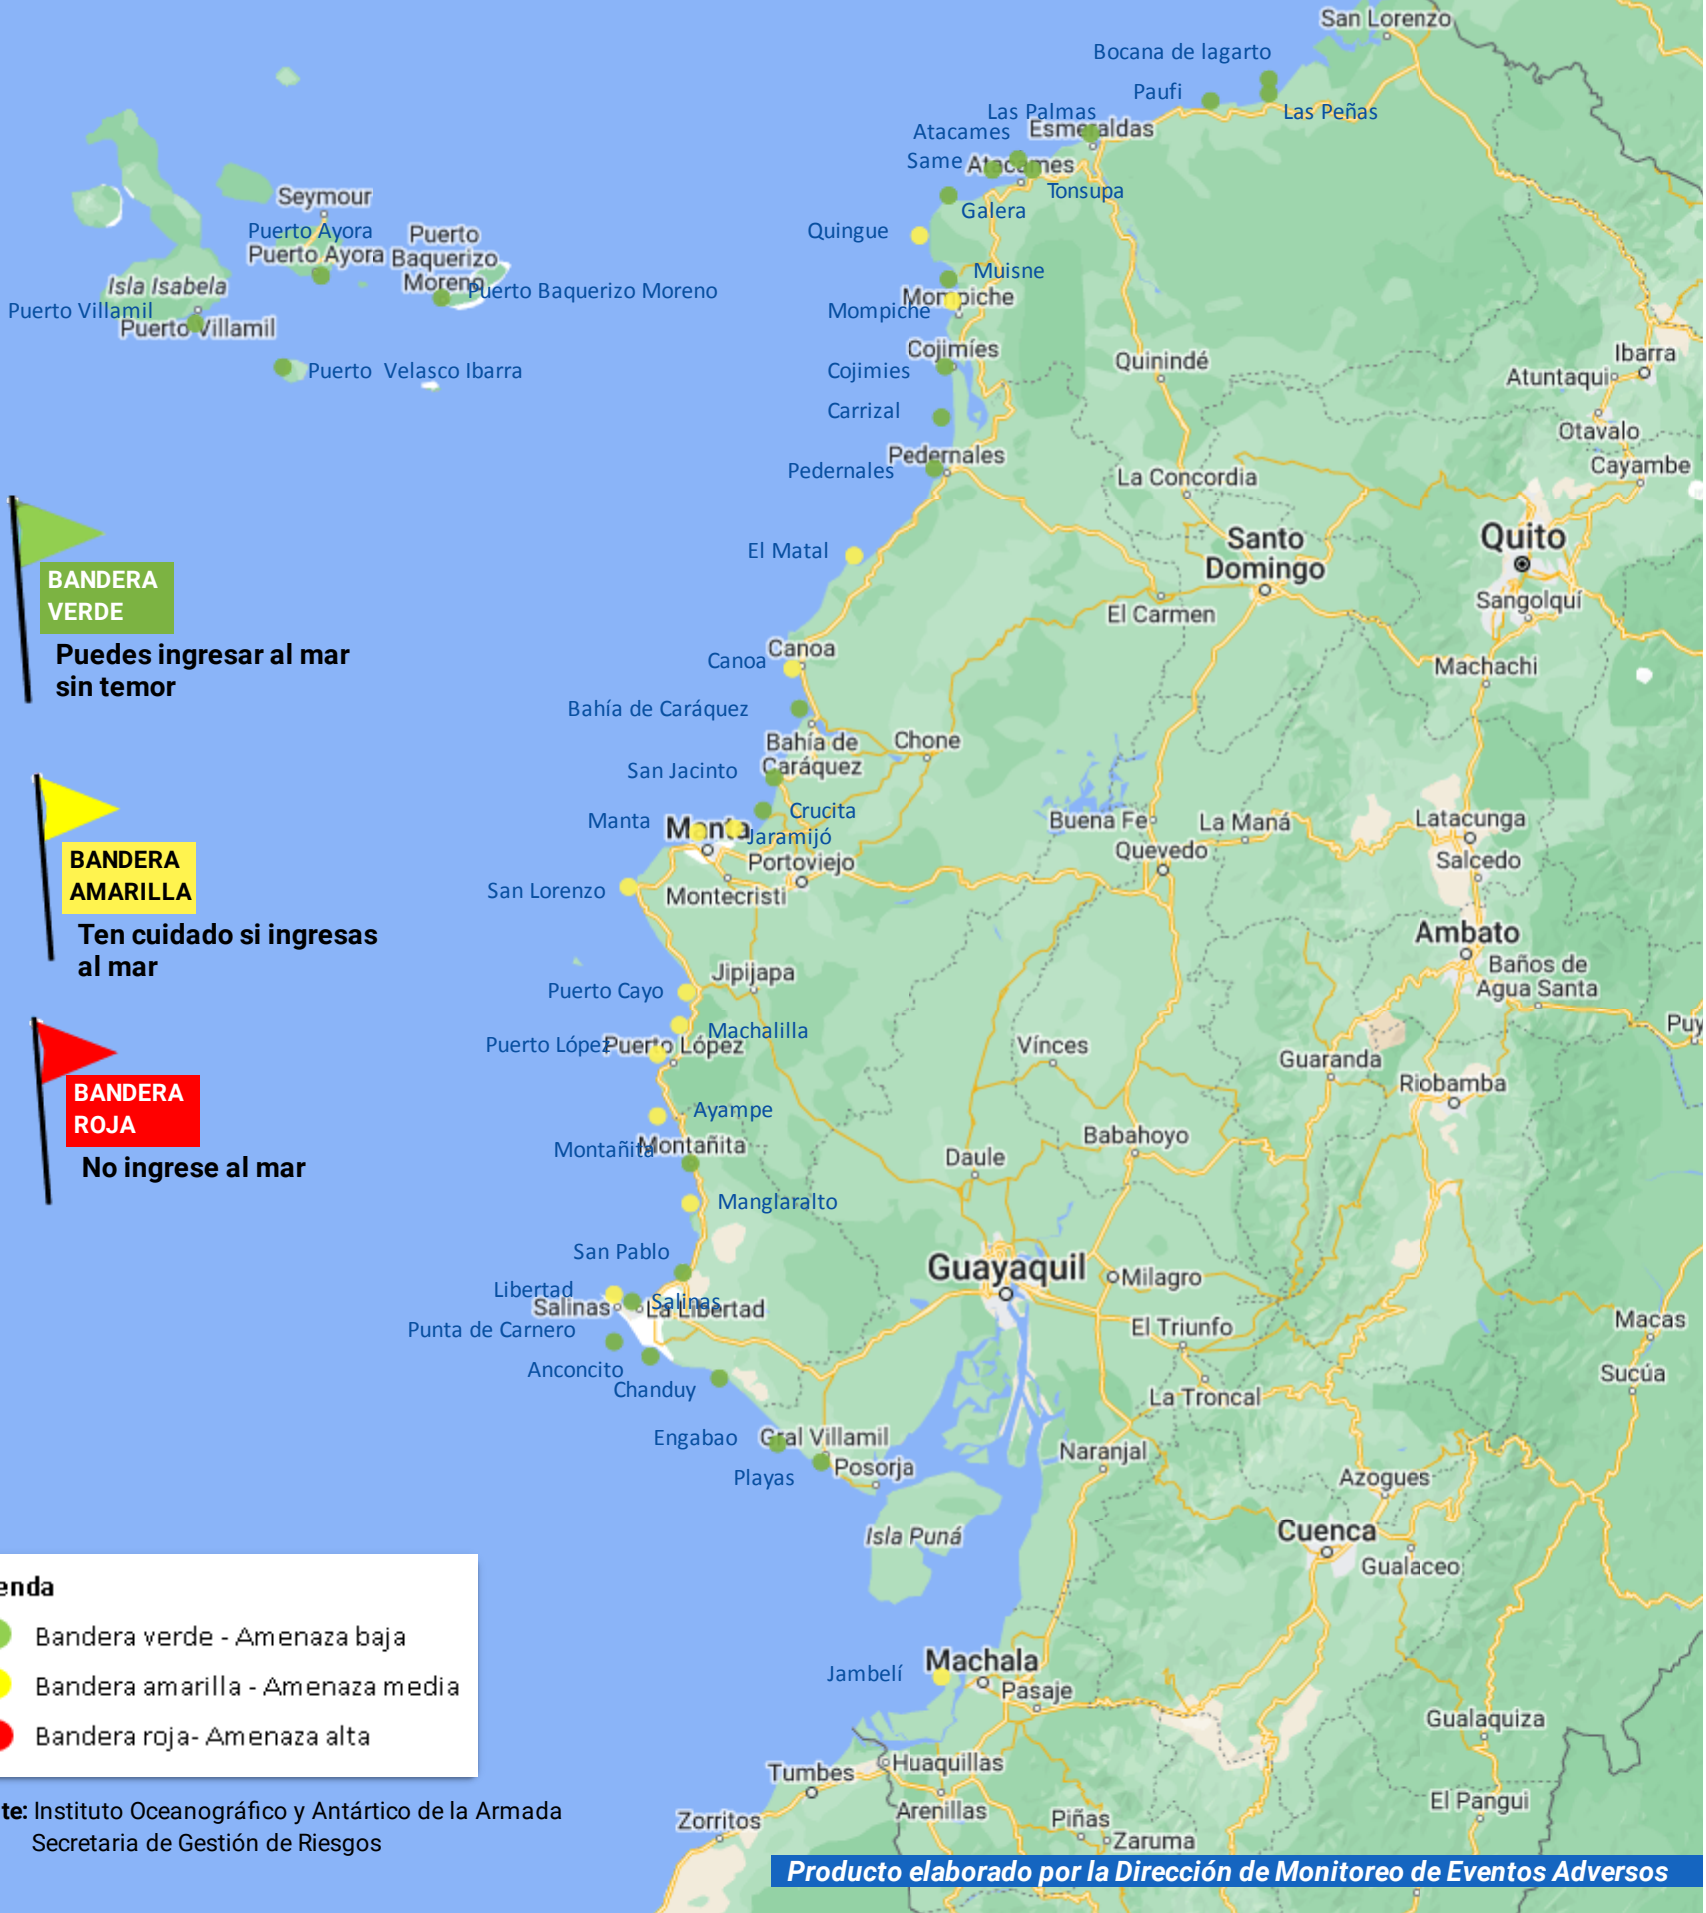 San Lorenzo
Bocana de lagarto
Paufi
Las Peñas
Las Palmas
Esmeraldas
Atacames
Same
Atacames
Tonsupa
Galera
Quingue
Muisne
Mompiche
Mompiche
Cojimíes
Cojimies
Carrizal
Pedernales
Pedernales
El Matal
Seymour
Puerto Ayora
Puerto Ayora
Puerto
Baquerizo
Moreno
Puerto Baquerizo Moreno
Isla Isabela
Puerto Villamil
Puerto Villamil
Puerto Velasco Ibarra
Quinindé
Ibarra
Atuntaqui
Otavalo
Cayambe
La Concordia
Santo
Domingo
Quito
Sangolquí
El Carmen
Machachi
BANDERA
VERDE
Puedes ingresar al mar
sin temor
BANDERA
AMARILLA
Ten cuidado si ingresas
al mar
BANDERA
ROJA
No ingrese al mar
Canoa
Canoa
Bahía de Caráquez
Bahía de
Caráquez
Chone
San Jacinto
Crucita
Manta
Manta
Jaramijó
Portoviejo
Montecristi
San Lorenzo
Buena Fe
La Maná
Quevedo
Latacunga
Salcedo
Ambato
Baños de
Agua Santa
Puy
Jipijapa
Puerto Cayo
Machalilla
Puerto López
Puerto López
Vínces
Guaranda
Riobamba
Ayampe
Montañita
Montañita
Babahoyo
Daule
Manglaralto
San Pablo
Libertad
Salinas
Salinas
La Libertad
Punta de Carnero
Anconcito
Chanduy
Guayaquil
Milagro
El Triunfo
La Troncal
Macas
Sucúa
Engabao
Gral Villamil
Playas
Posorja
Naranjal
Azogues
Isla Puná
Cuenca
Gualaceo
Jambelí
Machala
Pasaje
Gualaquiza
Huaquillas
Tumbes
Arenillas
Zorritos
Piñas
Zaruma
El Pangui
enda
Bandera verde - Amenaza baja
Bandera amarilla - Amenaza media
Bandera roja- Amenaza alta
te: Instituto Oceanográfico y Antártico de la Armada
Secretaria de Gestión de Riesgos
Producto elaborado por la Dirección de Monitoreo de Eventos Adversos